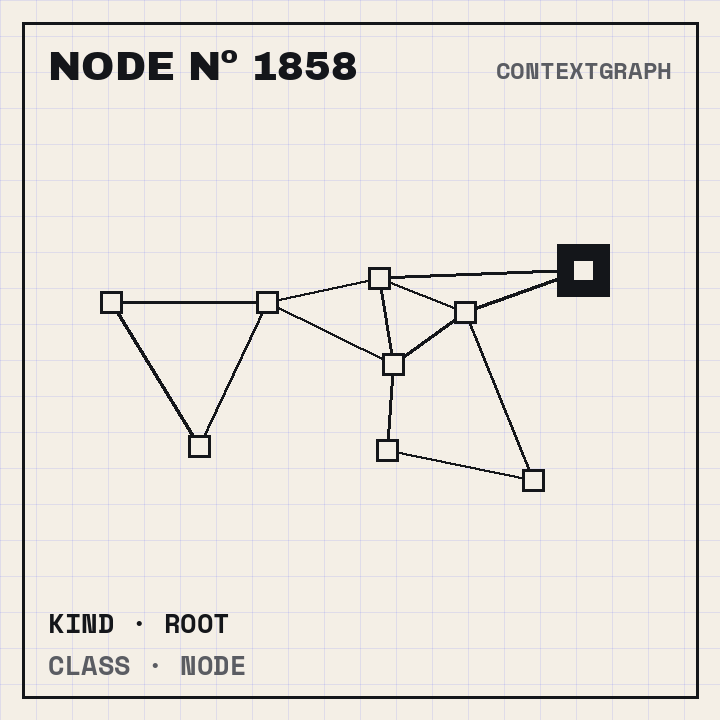 NODE Nº 1858
CONTEXTGRAPH
KIND · ROOT
CLASS · NODE